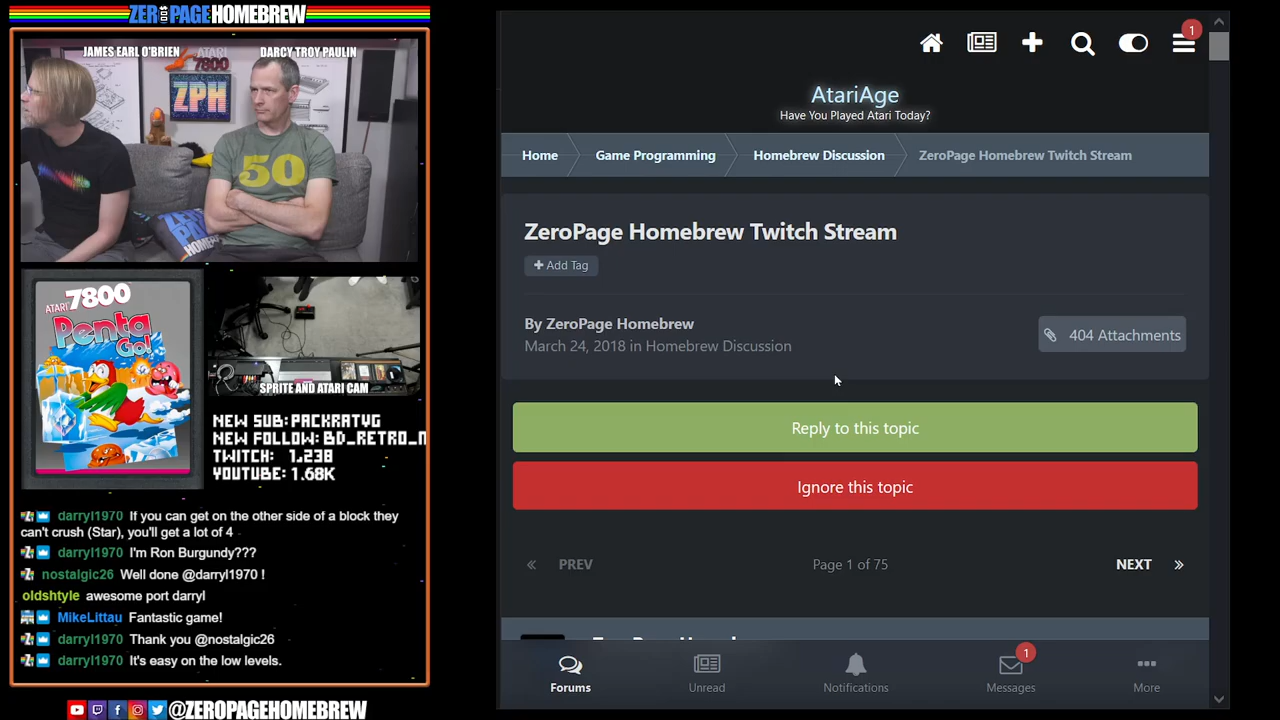 ZEROPAGE HOMEBREW
JAMES EARL O'BRIEN
DARCY TROY PAULIN
ATARI
7800
ZPH
50
ATARI 7800
Penta
Go!
SPRITE AND ATARI CAM
NEW SUB:PACKRATVG
NEW FOLLOW:BD_RETRO_
TWITCH: 1.238
YOUTUBE: 1.68K
darryl1970 If you can get on the other side of a block they
can't crush (Star), you'll get a lot of 4
darryl1970 I'm Ron Burgundy???
nostalgic26 Well done @darryl1970 !
oldshtyle awesome port darryl
MikeLittau Fantastic game!
darryl1970 Thank you @nostalgic26
darryl1970 It's easy on the low levels.
@ZEROPAGEHOMEBREW
1
AtariAge
Have You Played Atari Today?
Home
Game Programming
Homebrew Discussion
ZeroPage Homebrew Twitch Stream
ZeroPage Homebrew Twitch Stream
+ Add Tag
By ZeroPage Homebrew
March 24, 2018 in Homebrew Discussion
404 Attachments
Reply to this topic
Ignore this topic
« PREV
Page 1 of 75
NEXT »
Forums
Unread
Notifications
1
Messages
More